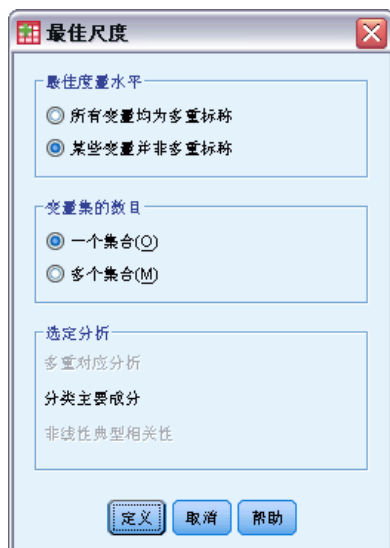 最佳尺度
最佳度量水平
所有变量均为多重标称
某些变量并非多重标称
变量集的数目
一个集合(O)
多个集合(M)
选定分析
多重对应分析
分类主要成分
非线性典型相关性
定义 取消 帮助